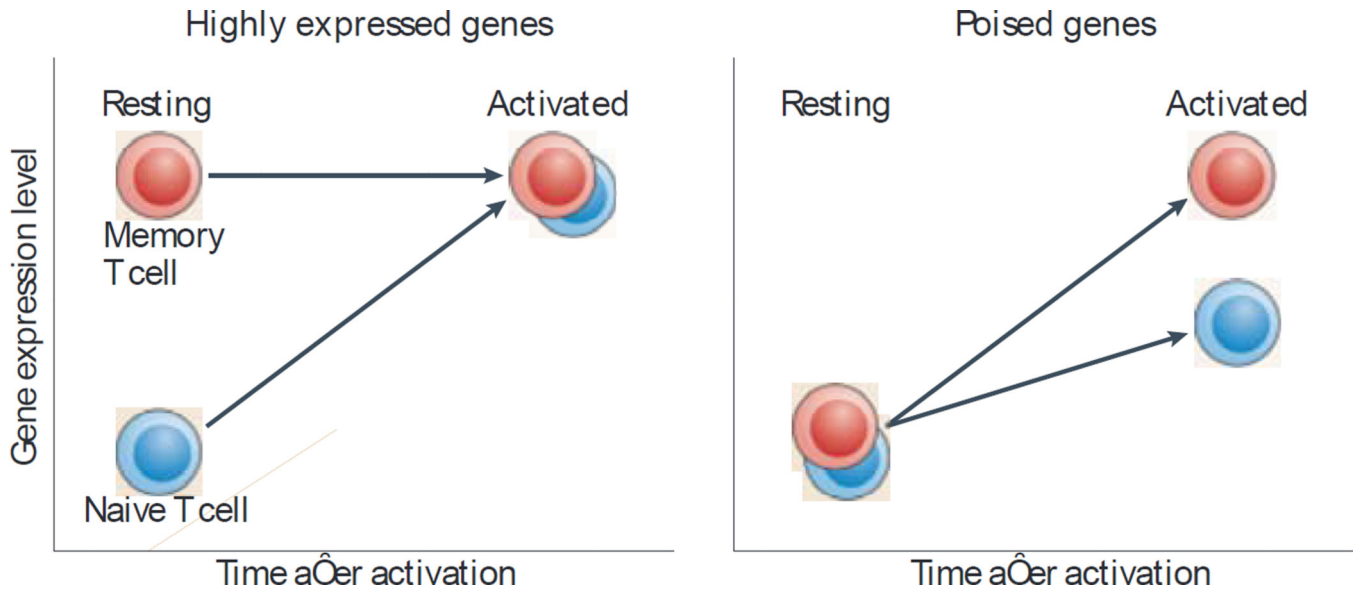 Highly expressed genes
Poised genes
Gene expression level
Resting
Activated
Memory
T cell
Naive T cell
Time aÔer activation
Resting
Activated
Time aÔer activation